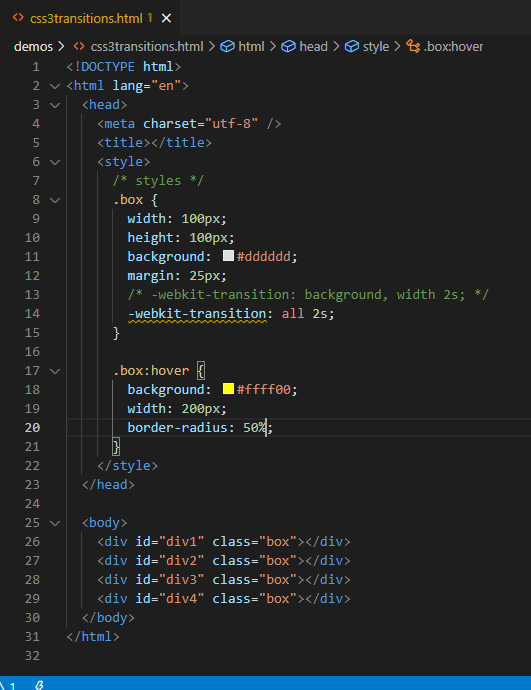 css3transitions.html 1
demos > css3transitions.html > html > head > style > .box:hover
1 <!DOCTYPE html>
2 <html lang="en">
3 <head>
4 <meta charset="utf-8" />
5 <title></title>
6 <style>
7 /* styles */
8 .box {
9 width: 100px;
10 height: 100px;
11 background: #dddddd;
12 margin: 25px;
13 /* -webkit-transition: background, width 2s; */
14 -webkit-transition: all 2s;
15 }
16
17 .box:hover {
18 background: #ffff00;
19 width: 200px;
20 border-radius: 50%;
21 }
22 </style>
23 </head>
24
25 <body>
26 <div id="div1" class="box"></div>
27 <div id="div2" class="box"></div>
28 <div id="div3" class="box"></div>
29 <div id="div4" class="box"></div>
30 </body>
31 </html>
32
1